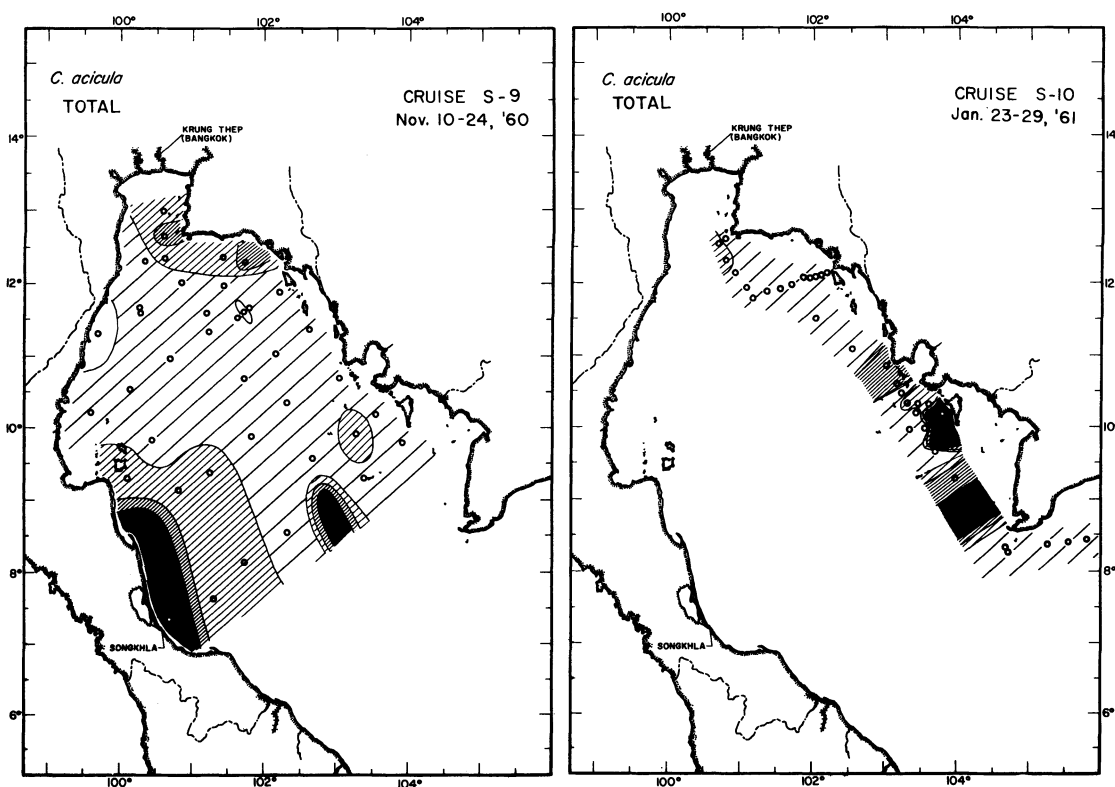 100° 102° 104°
C. acicula
TOTAL
CRUISE S-9
Nov. 10-24, '60
KRUNG THEP
(BANGKOK)
14°
12°
10°
8°
6°
SONGKHLA
100° 102° 104°
100° 102° 104°
C. acicula
TOTAL
CRUISE S-10
Jan. 23-29, '61
KRUNG THEP
(BANGKOK)
14°
12°
10°
8°
6°
SONGKHLA
100° 102° 104°